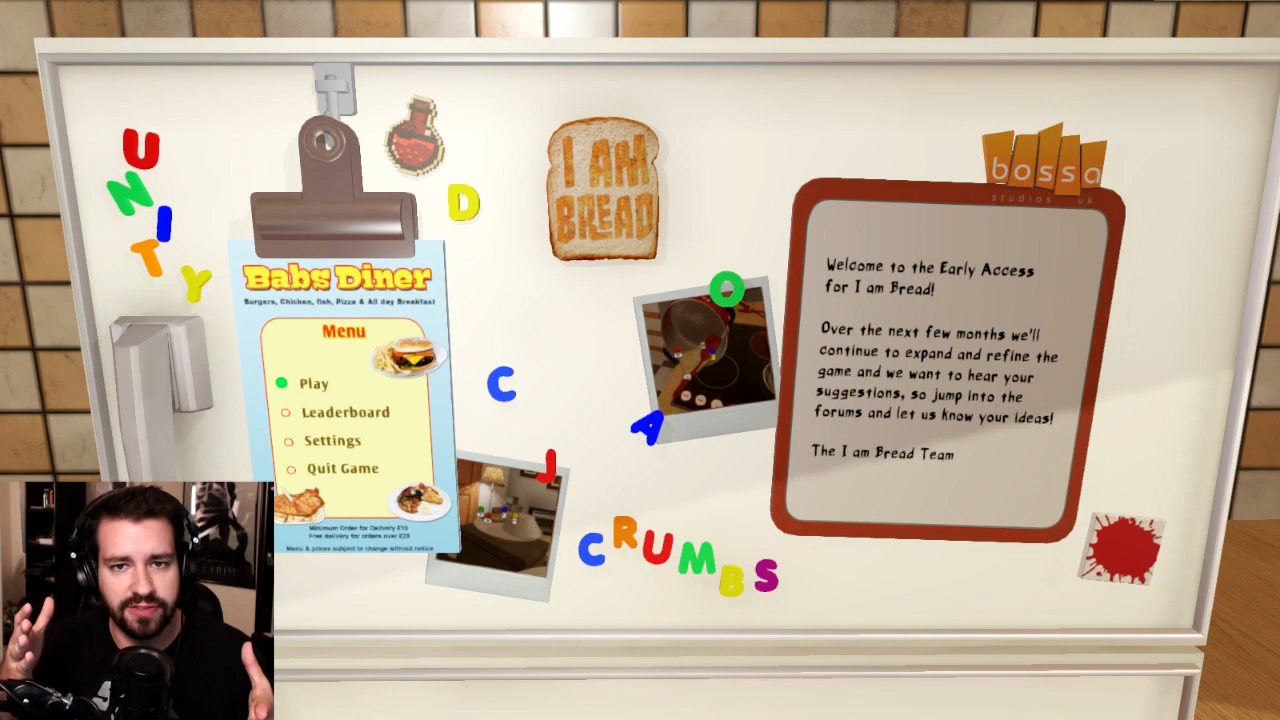 U
N
I
T
Y
D
I AM
BREAD
bossa
studios uk
Babs Diner
Burgers, Chicken, fish, Pizza & All day Breakfast
Menu
Play
Leaderboard
Settings
Quit Game
Minimum Order for Delivery £10
Free delivery for orders over £20
Menu & prices subject to change without notice
O
C
A
J
CRUMBS
Welcome to the Early Access
for I am Bread!
Over the next few months we'll
continue to expand and refine the
game and we want to hear your
suggestions, so jump into the
forums and let us know your ideas!
The I am Bread Team